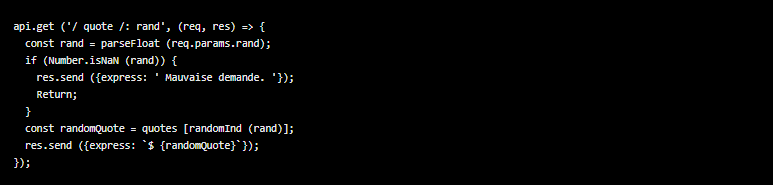 api.get ('/ quote /: rand', (req, res) => {
  const rand = parseFloat (req.params.rand);
  if (Number.isNaN (rand)) {
    res.send ({express: ' Mauvaise demande. '});
    Return;
  }
  const randomQuote = quotes [randomInd (rand)];
  res.send ({express: `$ {randomQuote}`});
});